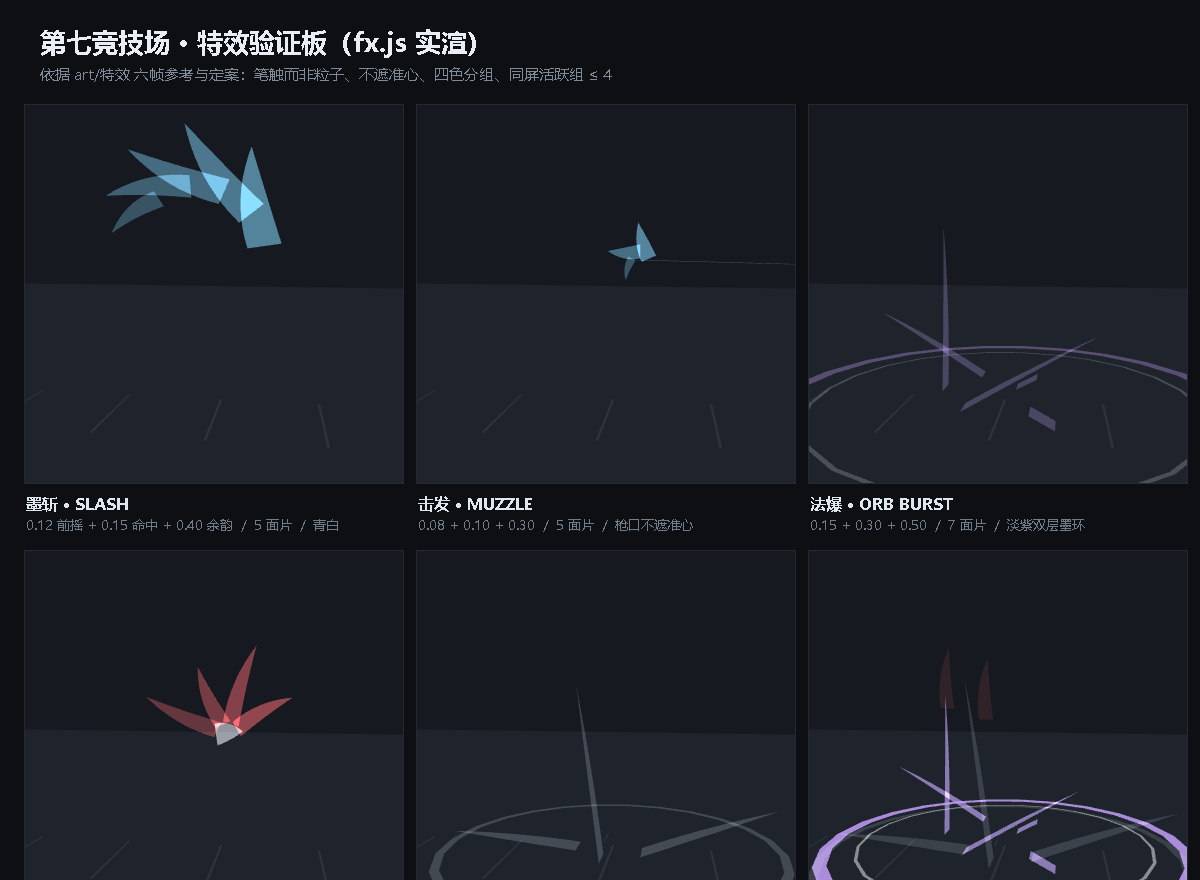 第七竞技场 • 特效验证板（fx.js 实渲）
依据 art/特效 六帧参考与定案：笔触而非粒子、不遮准心、四色分组、同屏活跃组 ≤ 4
墨斩 • SLASH
0.12 前摇 + 0.15 命中 + 0.40 余韵 / 5 面片 / 青白
击发 • MUZZLE
0.08 + 0.10 + 0.30 / 5 面片 / 枪口不遮准心
法爆 • ORB BURST
0.15 + 0.30 + 0.50 / 7 面片 / 淡紫双层墨环